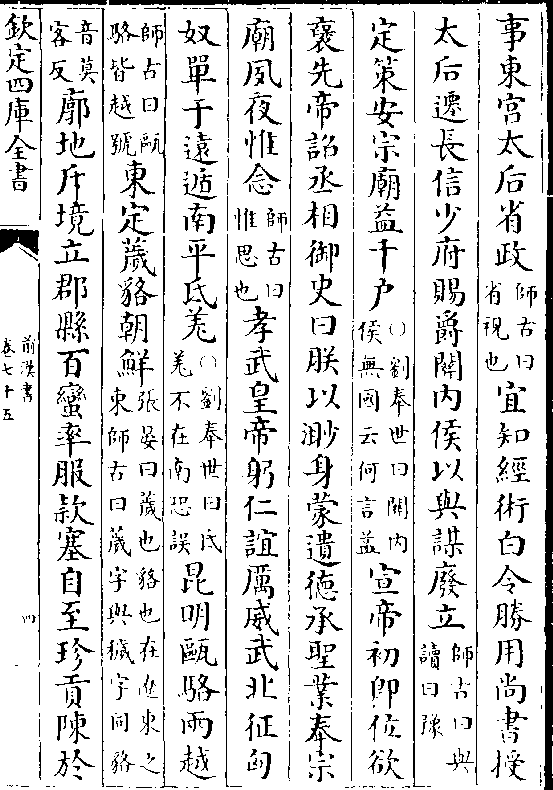 事東宮太后省政師古曰省視也宜知經術白令勝用尚書授
太后遷長信少府賜爵關內侯以與謀廢立師古曰與讀曰豫
定策安宗廟益千户○劉奉世曰關内侯無國云何言益宣帝初卽位欲
襃先帝詔丞相御史曰朕以渺身蒙遺德承聖業奉宗
廟夙夜惟念師古曰惟思也孝武皇帝躬仁誼厲威武北征匈
奴單于遠遁南平氐羌○劉奉世曰氐羌不在南恐誤昆明甌駱兩越
師古曰甌駱皆越號東定薉貉朝鮮張晏曰薉也貉也在遼東之東師古曰薉字與穢字同貉
音莫客反廓地斥境立郡縣百蠻率服款塞自至珍貢陳於
欽定四庫全書
前漢書
卷七十五
四